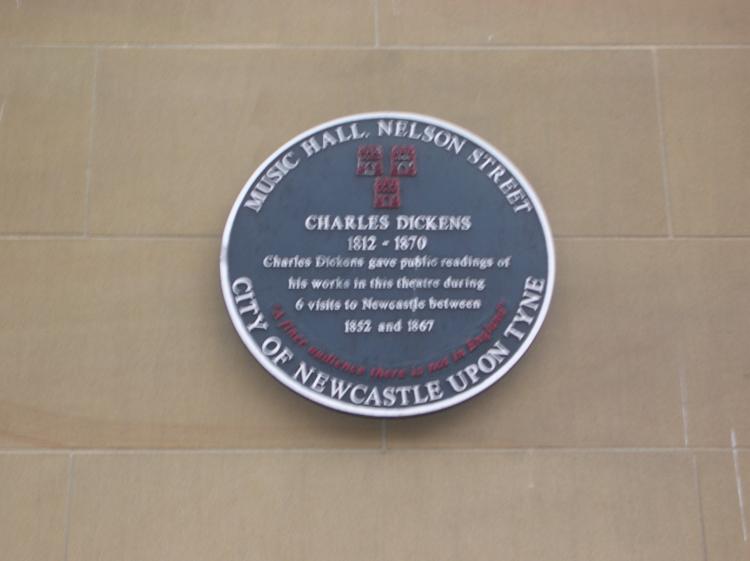 MUSIC HALL, NELSON STREET
CHARLES DICKENS
1812 - 1870
Charles Dickens gave public readings of
his works in this theatre during
6 visits to Newcastle between
1852 and 1867
"A finer audience there is not in England"
CITY OF NEWCASTLE UPON TYNE